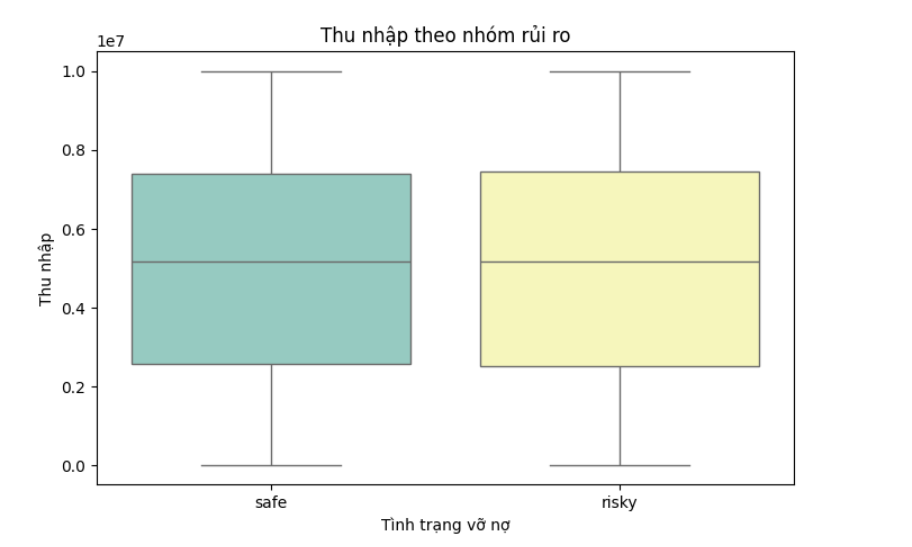 Thu nhập theo nhóm rủi ro
1e7
1.0
0.8
0.6
0.4
0.2
0.0
Thu nhập
safe risky
Tình trạng vỡ nợ